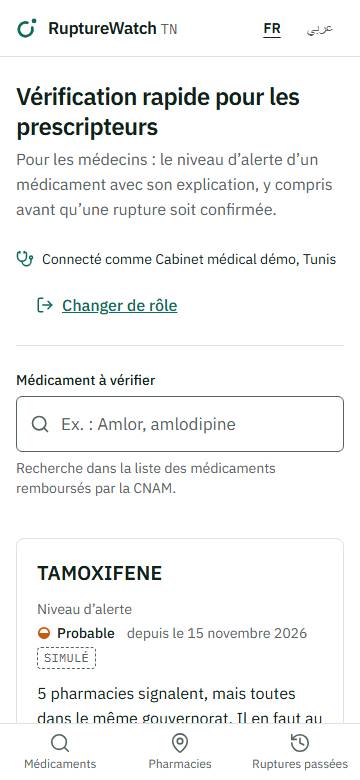 RuptureWatch TN
FR
عربي
Vérification rapide pour les
prescripteurs
Pour les médecins : le niveau d’alerte d’un
médicament avec son explication, y compris
avant qu’une rupture soit confirmée.
Connecté comme Cabinet médical démo, Tunis
Changer de rôle
Médicament à vérifier
Ex. : Amlor, amlodipine
Recherche dans la liste des médicaments
remboursés par la CNAM.
TAMOXIFENE
Niveau d’alerte
Probable depuis le 15 novembre 2026
SIMULÉ
5 pharmacies signalent, mais toutes
dans le même gouvernorat. Il en faut au
Médicaments
Pharmacies
Ruptures passées